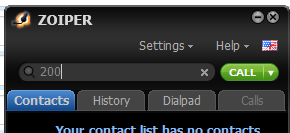 ZOIPER
Settings Help
200
CALL
Contacts History Dialpad Calls
Your contact list has no contacts